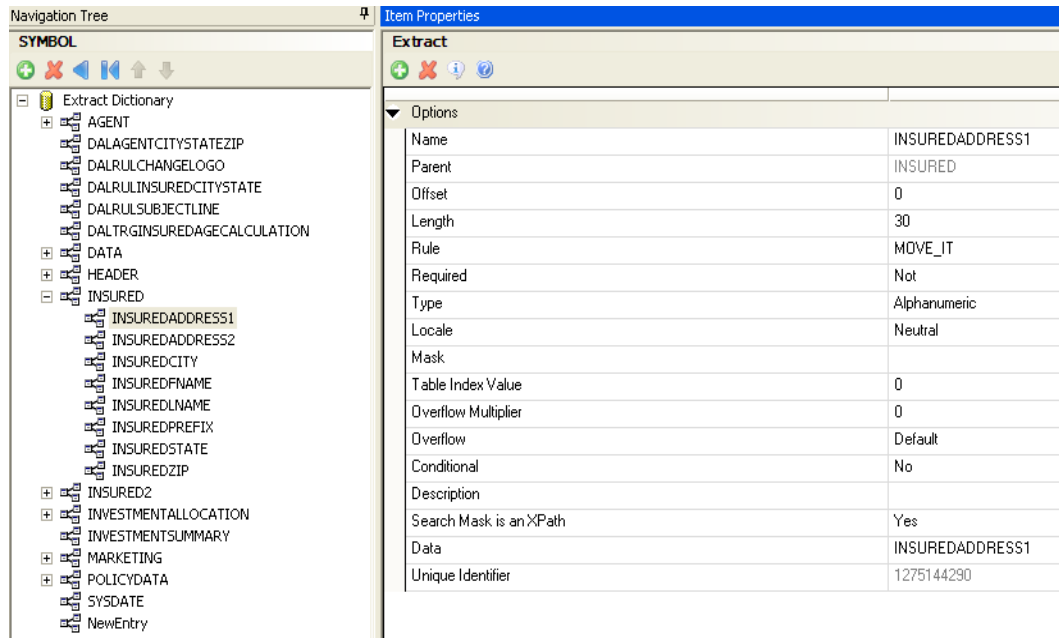 Navigation Tree
SYMBOL
Extract Dictionary
AGENT
DALAGENTCITYSTATEZIP
DALRULCHANGELOGO
DALRULINSUREDCITYSTATE
DALRULSUBJECTLINE
DALTRGINSUREDAGECALCULATION
DATA
HEADER
INSURED
INSUREDADDRESS1
INSUREDADDRESS2
INSUREDCITY
INSUREDFNAME
INSUREDLNAME
INSUREDPREFIX
INSUREDSTATE
INSUREDZIP
INSURED2
INVESTMENTALLOCATION
INVESTMENTSUMMARY
MARKETING
POLICYDATA
SYSDATE
NewEntry
Item Properties
Extract
Options
Name INSUREDADDRESS1
Parent INSURED
Offset 0
Length 30
Rule MOVE_IT
Required Not
Type Alphanumeric
Locale Neutral
Mask
Table Index Value 0
Overflow Multiplier 0
Overflow Default
Conditional No
Description
Search Mask is an XPath Yes
Data INSUREDADDRESS1
Unique Identifier 1275144290